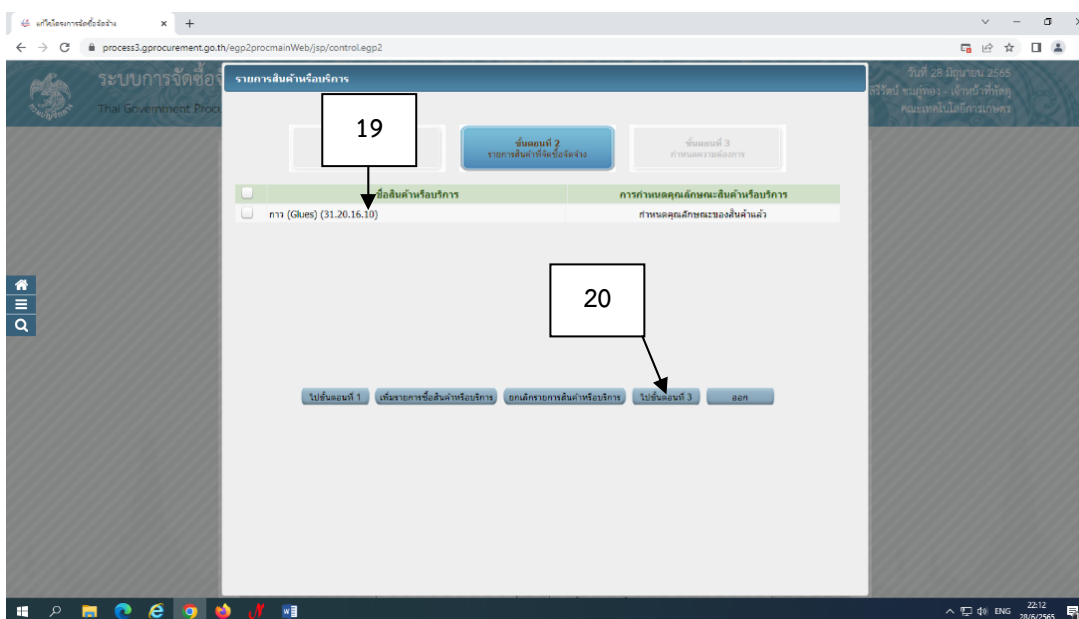 แก้ไขโครงการจัดซื้อจัดจ้าง
process3.gprocurement.go.th/egp2procmainWeb/jsp/control.egp2
ระบบการจัดซื้อจ
Thai Government Procu
รายการสินค้าหรือบริการ
วันที่ 28 มิถุนายน 2565
เจ้าหน้าที่พัสดุ
คณะเทคโนโลยีการเกษตร
19
ขั้นตอนที่ 2
รายการสินค้าที่จัดซื้อจัดจ้าง
ขั้นตอนที่ 3
กำหนดความต้องการ
ชื่อสินค้าหรือบริการ
การกำหนดคุณลักษณะสินค้าหรือบริการ
กาว (Glues) (31.20.16.10)
กำหนดคุณลักษณะของสินค้าแล้ว
20
ไปขั้นตอนที่ 1
เพิ่มรายการชื่อสินค้าหรือบริการ
ยกเลิกรายการสินค้าหรือบริการ
ไปขั้นตอนที่ 3
ออก
ENG
22:12
28/6/2565